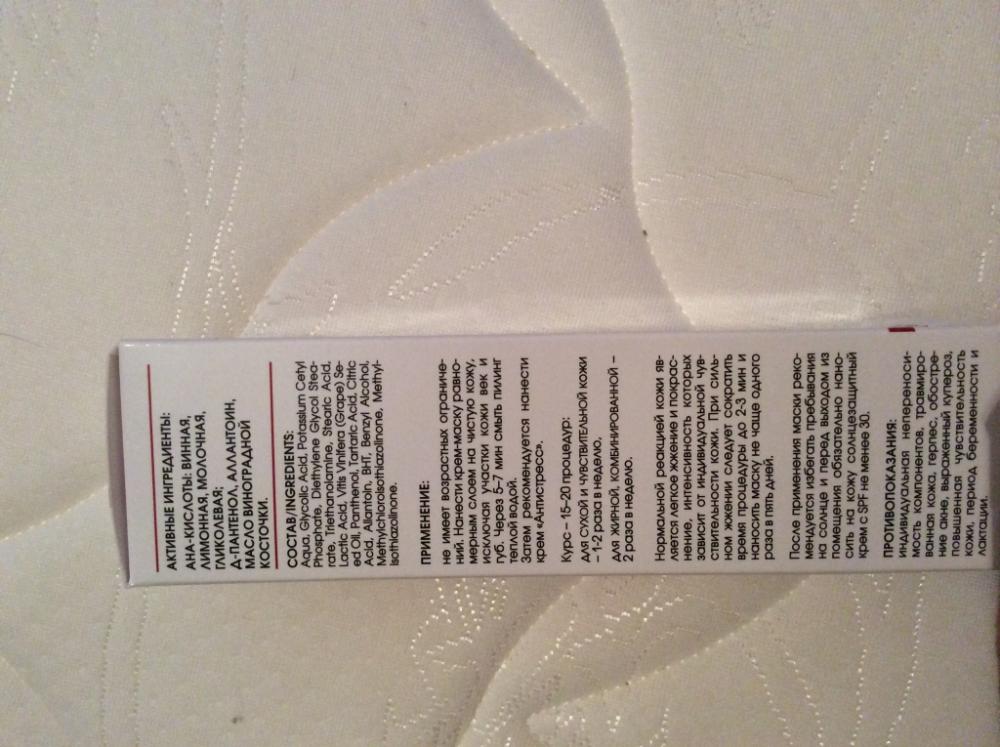 АКТИВНЫЕ ИНГРЕДИЕНТЫ:
АНА-КИСЛОТЫ: ВИННАЯ,
ЛИМОННАЯ, МОЛОЧНАЯ,
ГЛИКОЛЕВАЯ;
Д-ПАНТЕНОЛ, АЛЛАНТОИН,
МАСЛО ВИНОГРАДНОЙ
КОСТОЧКИ.
СОСТАВ/INGREDIENTS:
Aqua, Glycolic Acid, Potassium Cetyl
Phosphate, Diethylene Glycol Stea-
rate, Triethanolamine, Stearic Acid,
Lactic Acid, Vitis Vinifera (Grape) Se-
ed Oil, Panthenol, Tartaric Acid, Citric
Acid, Allantoin, BHT, Benzyl Alcohol,
Methylchloroisothiazolinone, Methyl-
isothiazolinone.
ПРИМЕНЕНИЕ:
не имеет возрастных ограниче-
ний. Нанести крем-маску равно-
мерным слоем на чистую кожу,
исключая участки кожи век и
губ. Через 5-7 мин смыть пилинг
теплой водой.
Затем рекомендуется нанести
крем «Антистресс».
Курс – 15-20 процедур:
для сухой и чувствительной кожи
– 1-2 раза в неделю,
для жирной, комбинированной –
2 раза в неделю.
Нормальной реакцией кожи яв-
ляется легкое жжение и покрас-
нение, интенсивность которых
зависит от индивидуальной чув-
ствительности кожи. При силь-
ном жжении следует сократить
время процедуры до 2-3 мин и
наносить маску не чаще одного
раза в пять дней.
После применения маски реко-
мендуется избегать пребывания
на солнце и перед выходом из
помещения обязательно нано-
сить на кожу солнцезащитный
крем с SPF не менее 30.
ПРОТИВОПОКАЗАНИЯ:
индивидуальная непереноси-
мость компонентов, травмиро-
ванная кожа, герпес, обостре-
ние акне, выраженный купероз,
повышенная чувствительность
кожи, период беременности и
лактации.